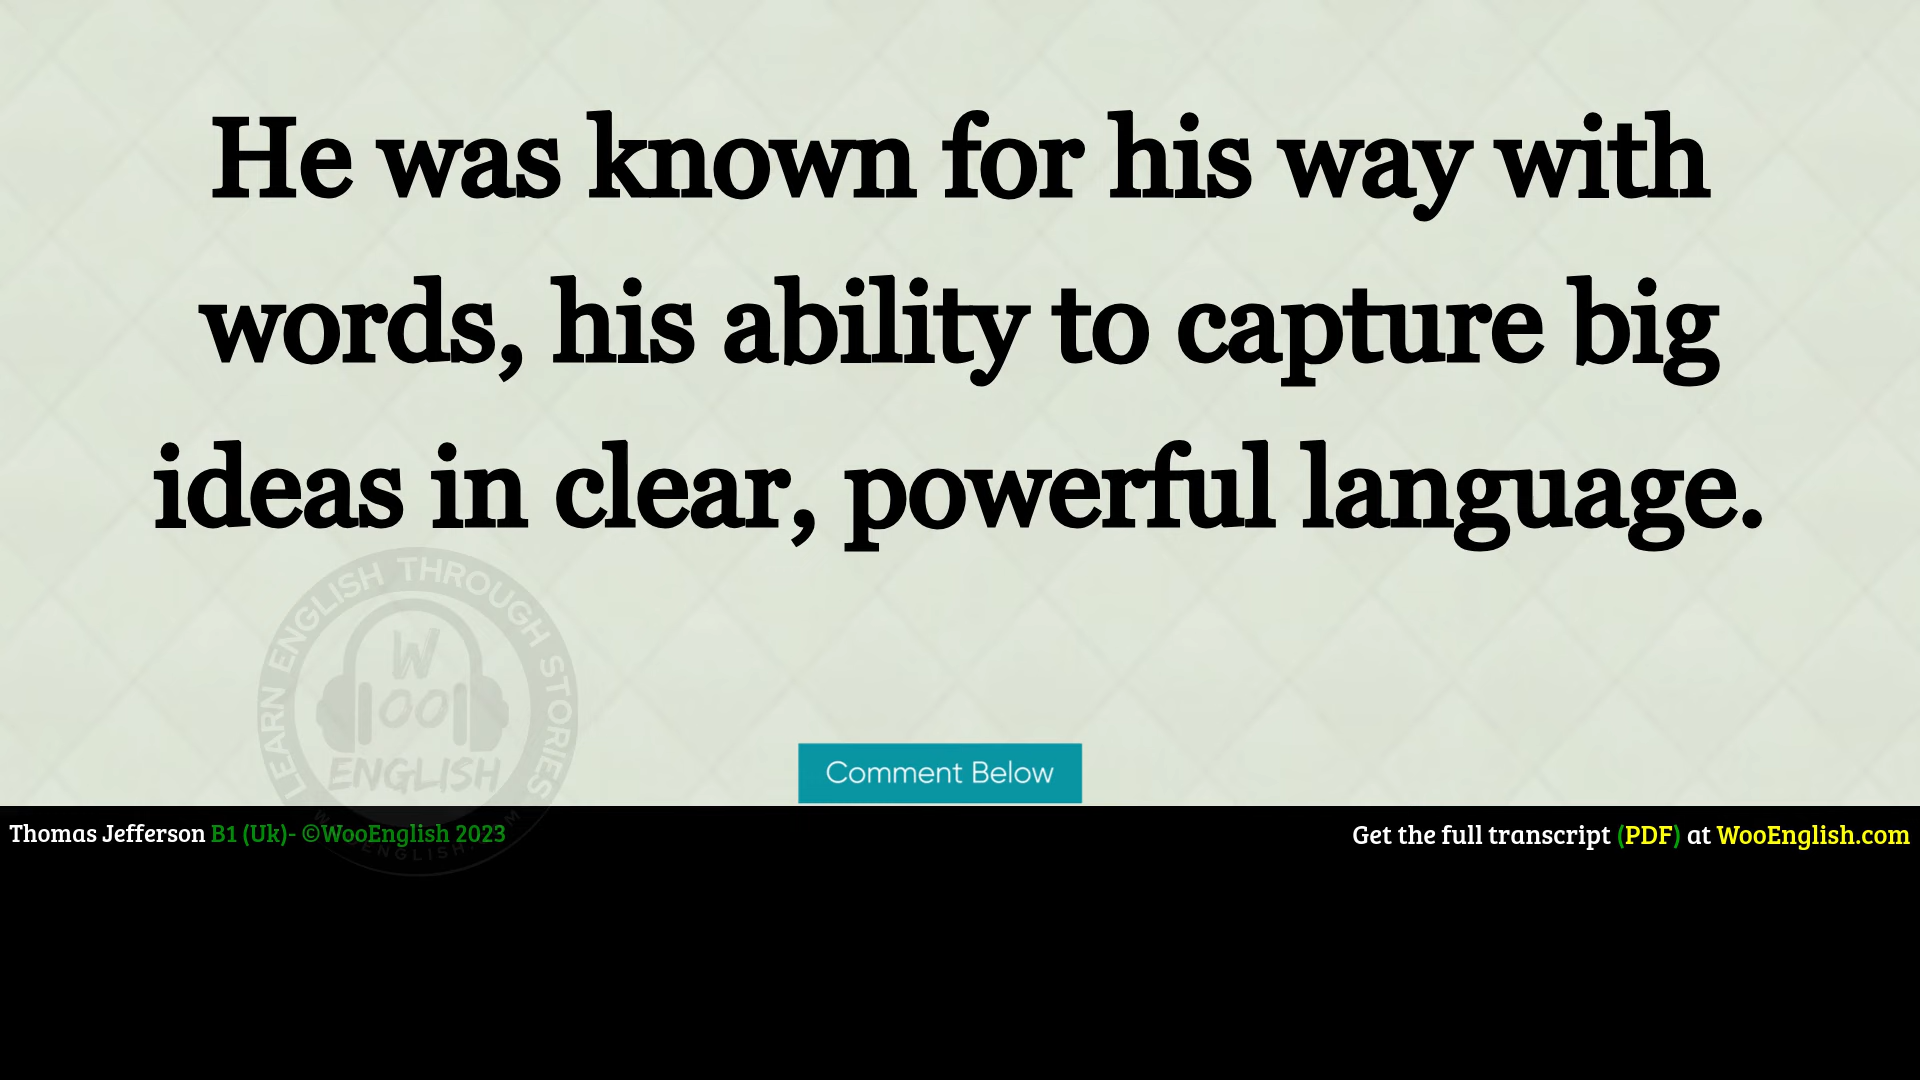 He was known for his way with
words, his ability to capture big
ideas in clear, powerful language.
LEARN ENGLISH THROUGH STORIES
W
OO
ENGLISH
Comment Below
Thomas Jefferson B1 (Uk)- ©WooEnglish 2023
Get the full transcript (PDF) at WooEnglish.com